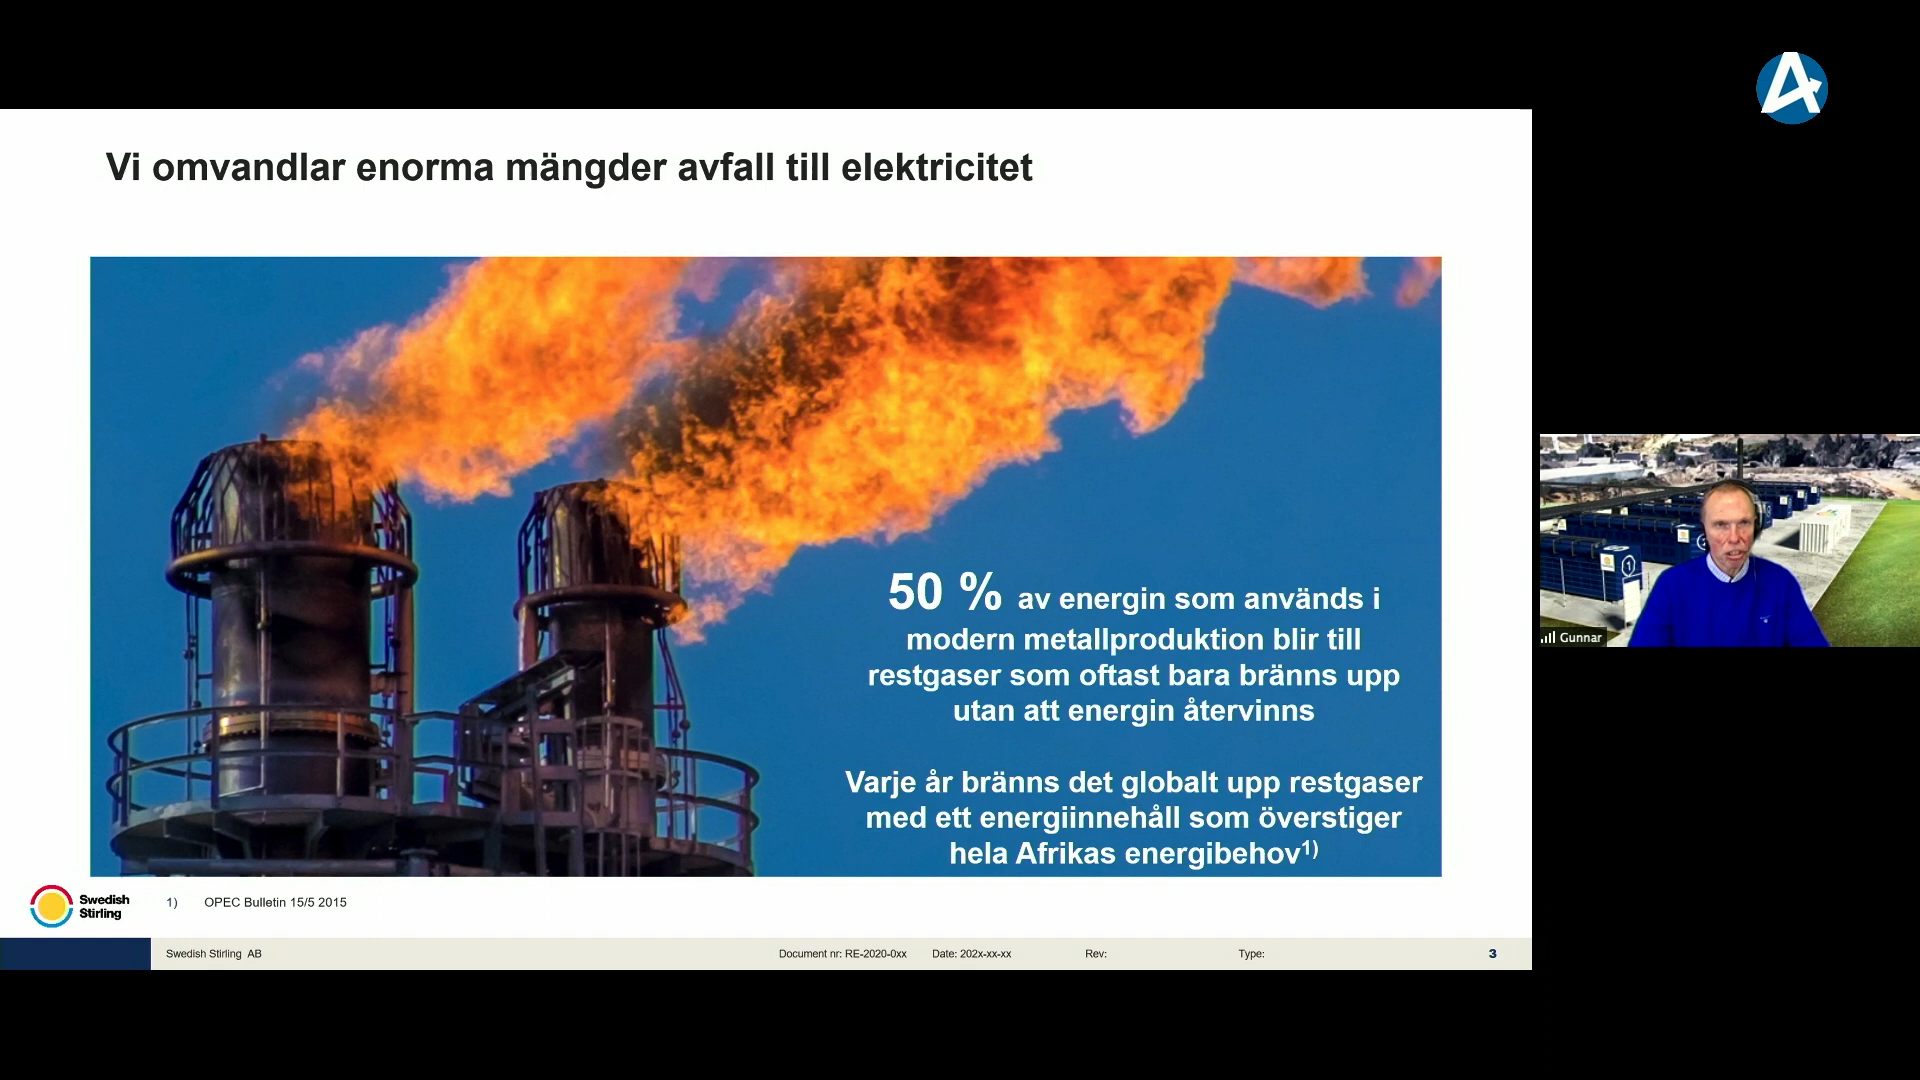 Vi omvandlar enorma mängder avfall till elektricitet
50 % av energin som används i
modern metallproduktion blir till
restgaser som oftast bara bränns upp
utan att energin återvinns
Varje år bränns det globalt upp restgaser
med ett energiinnehåll som överstiger
hela Afrikas energibehov1)
Swedish
Stirling
1) OPEC Bulletin 15/5 2015
Swedish Stirling AB Document nr: RE-2020-0xx Date: 202x-xx-xx Rev: Type: 3
1
Gunnar